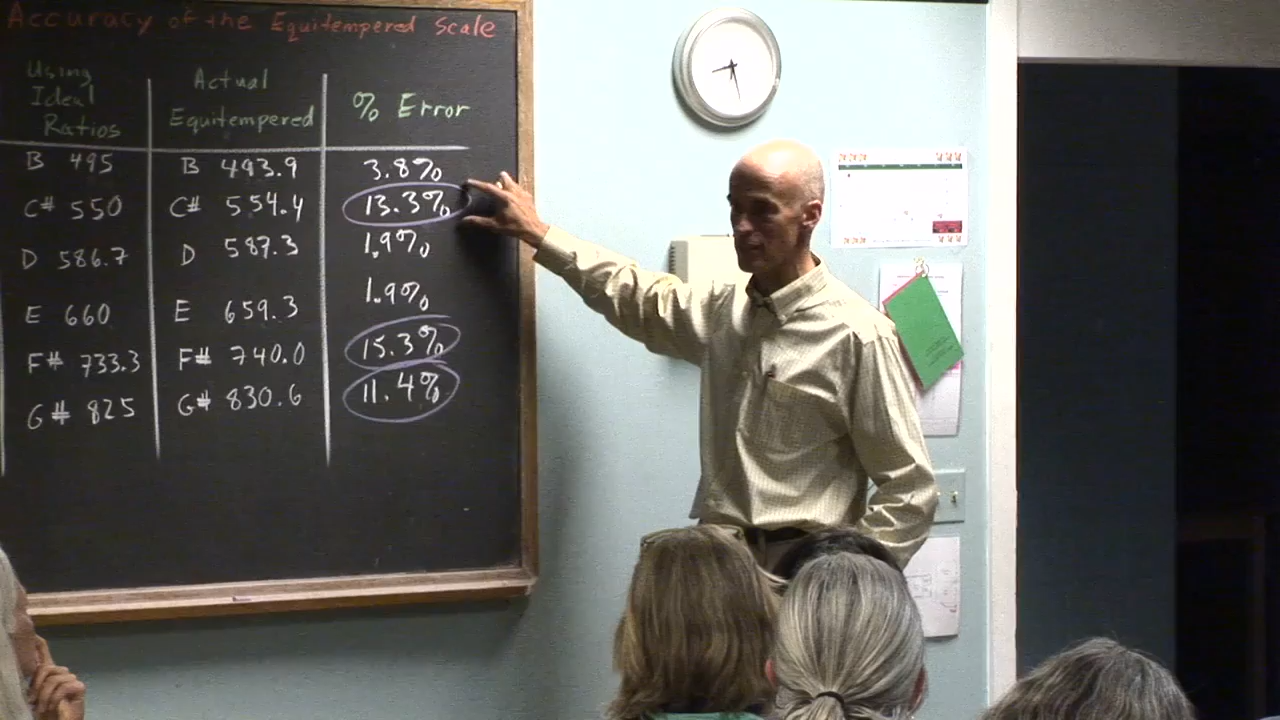 Accuracy of the Equitempered Scale
Using Ideal Ratios
Actual Equitempered
% Error
B 495 B 493.9 3.8%
C# 550 C# 554.4 13.3%
D 586.7 D 587.3 1.9%
E 660 E 659.3 1.9%
F# 733.3 F# 740.0 15.3%
G# 825 G# 830.6 11.4%